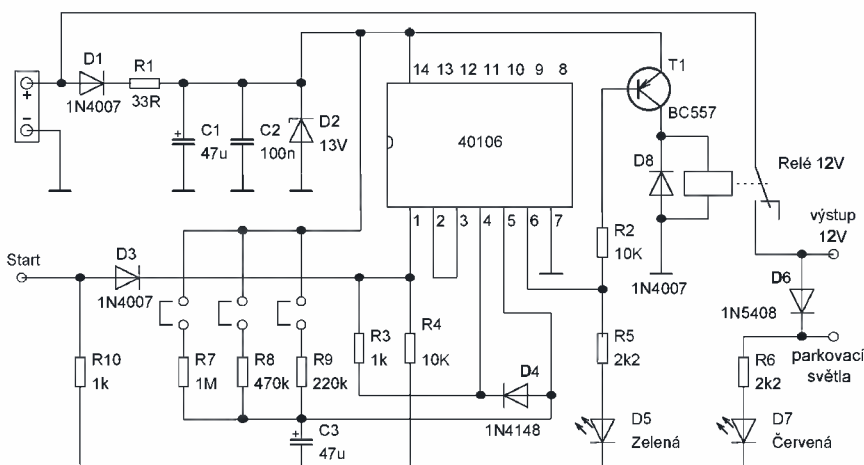 +
−
D1
1N4007
R1
33R
+
C1
47u
C2
100n
D2
13V
14 13 12 11 10 9 8
40106
1 2 3 4 5 6 7
T1
BC557
D8
1N4007
Relé 12V
výstup
12V
Start
D3
1N4007
R10
1k
R7
1M
R8
470k
R9
220k
+
C3
47u
R3
1k
R4
10K
D4
1N4148
R2
10K
R5
2k2
D5
Zelená
D6
1N5408
parkovací
světla
R6
2k2
D7
Červená